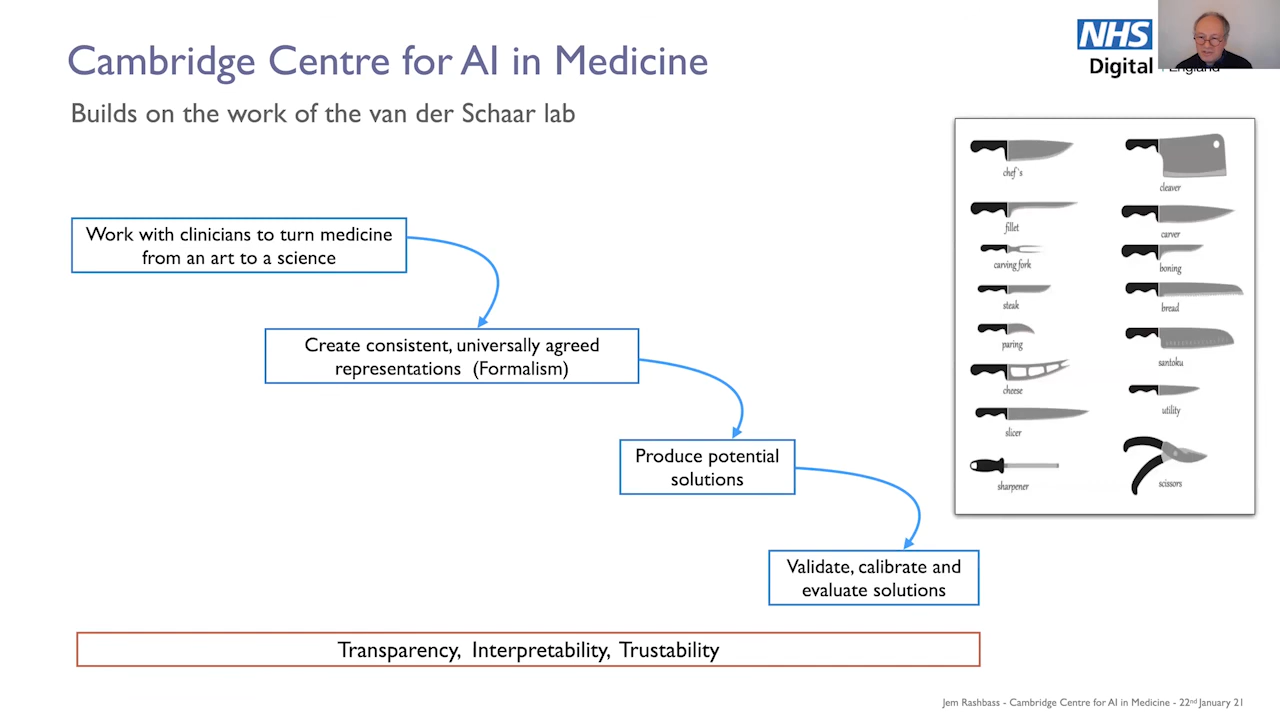 Cambridge Centre for AI in Medicine
Builds on the work of the van der Schaar lab
NHS
Digital
England
Work with clinicians to turn medicine
from an art to a science
Create consistent, universally agreed
representations (Formalism)
Produce potential
solutions
Validate, calibrate and
evaluate solutions
Transparency, Interpretability, Trustability
chef's
cleaver
fillet
carver
carving fork
boning
steak
bread
paring
santoku
cheese
utility
slicer
sharpener
scissors
Jem Rashbass - Cambridge Centre for AI in Medicine - 22nd January 21